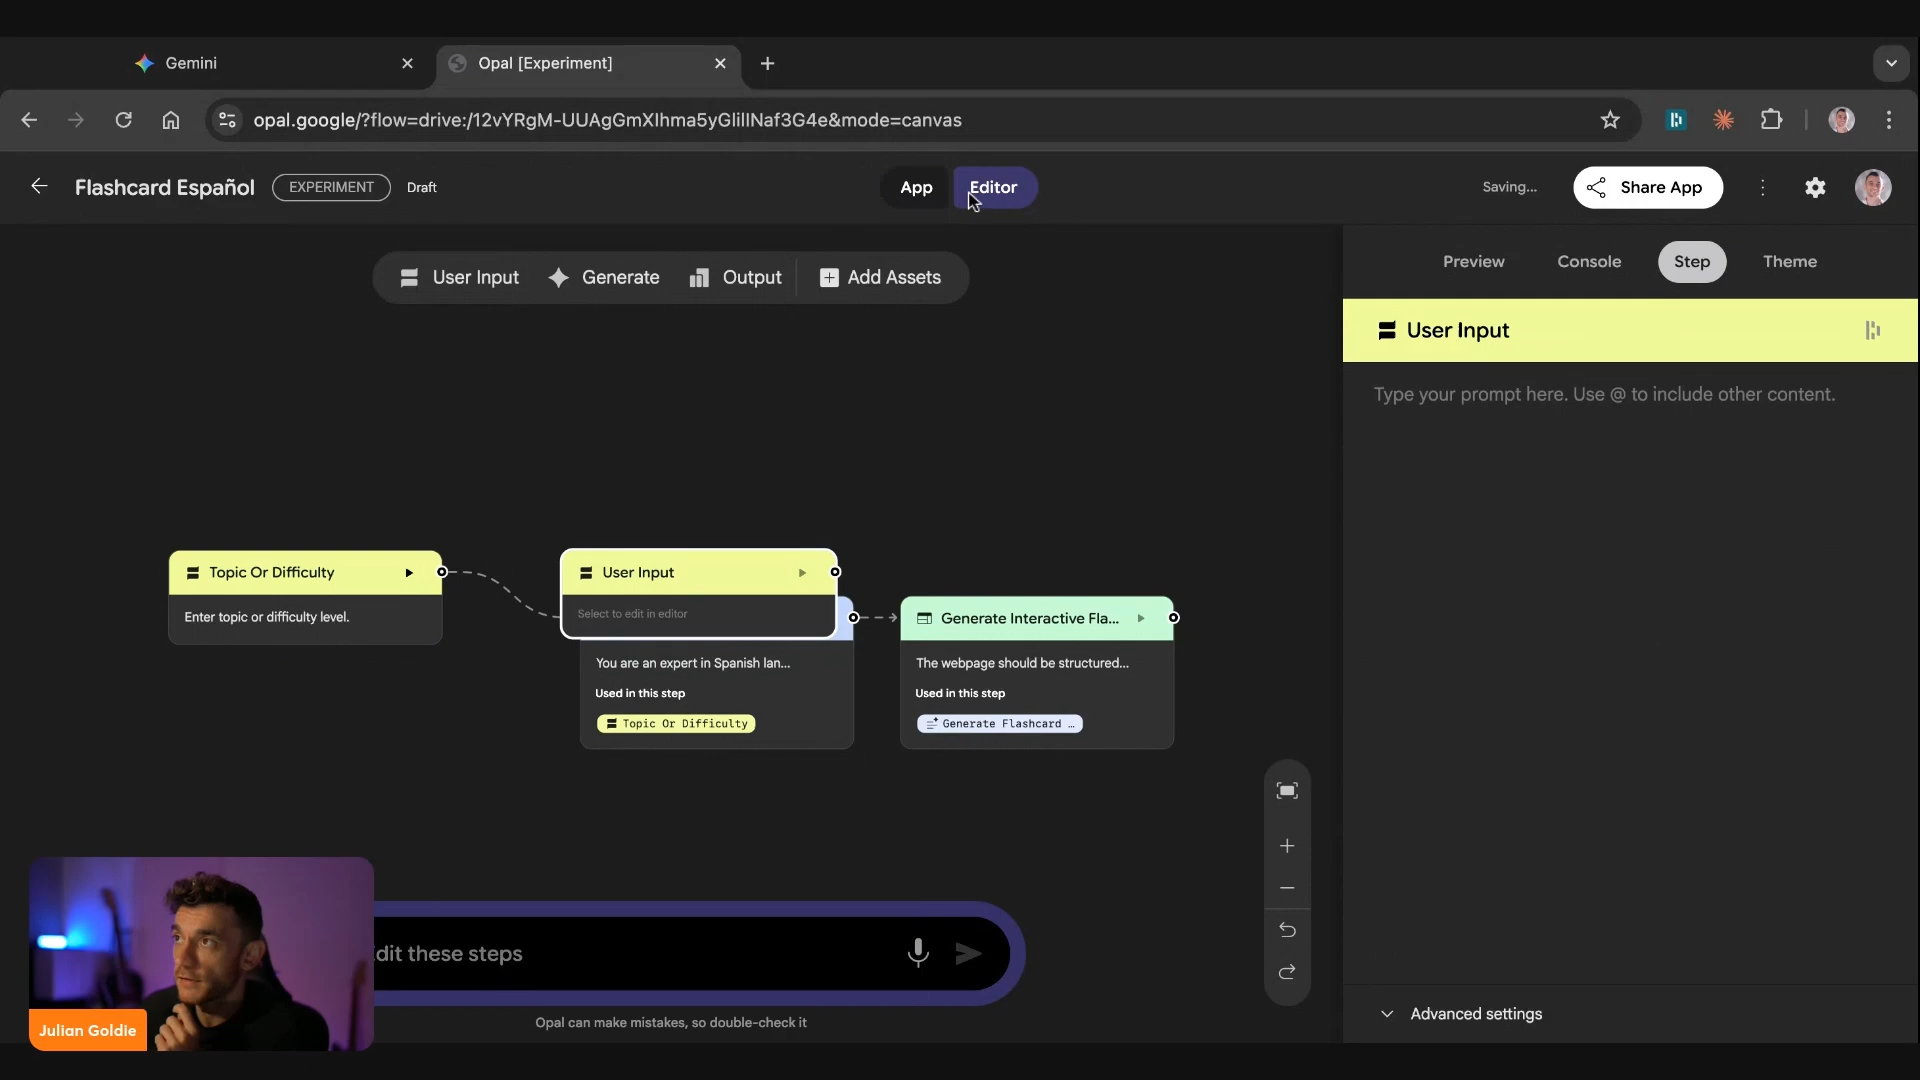 Gemini
Opal [Experiment]
opal.google/?flow=drive:/12vYRgM-UUAgGmXIhma5yGlillNaf3G4e&mode=canvas
Flashcard Español
EXPERIMENT
Draft
App
Editor
Saving...
Share App
User Input
Generate
Output
Add Assets
Preview
Console
Step
Theme
User Input
Type your prompt here. Use @ to include other content.
Topic Or Difficulty
Enter topic or difficulty level.
User Input
Select to edit in editor
You are an expert in Spanish lan...
Used in this step
Topic Or Difficulty
Generate Interactive Fla...
The webpage should be structured...
Used in this step
Generate Flashcard ...
dit these steps
Opal can make mistakes, so double-check it
Advanced settings
Julian Goldie